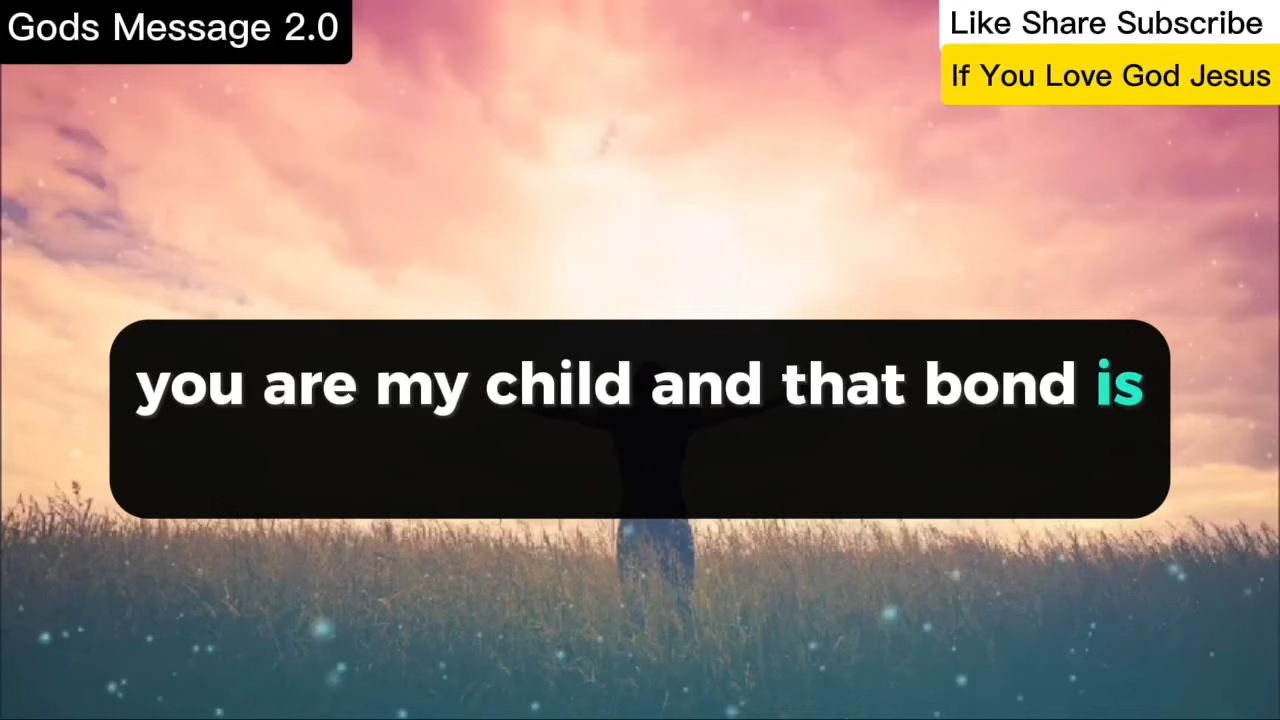 Gods Message 2.0
Like Share Subscribe
If You Love God Jesus
you are my child and that bond is